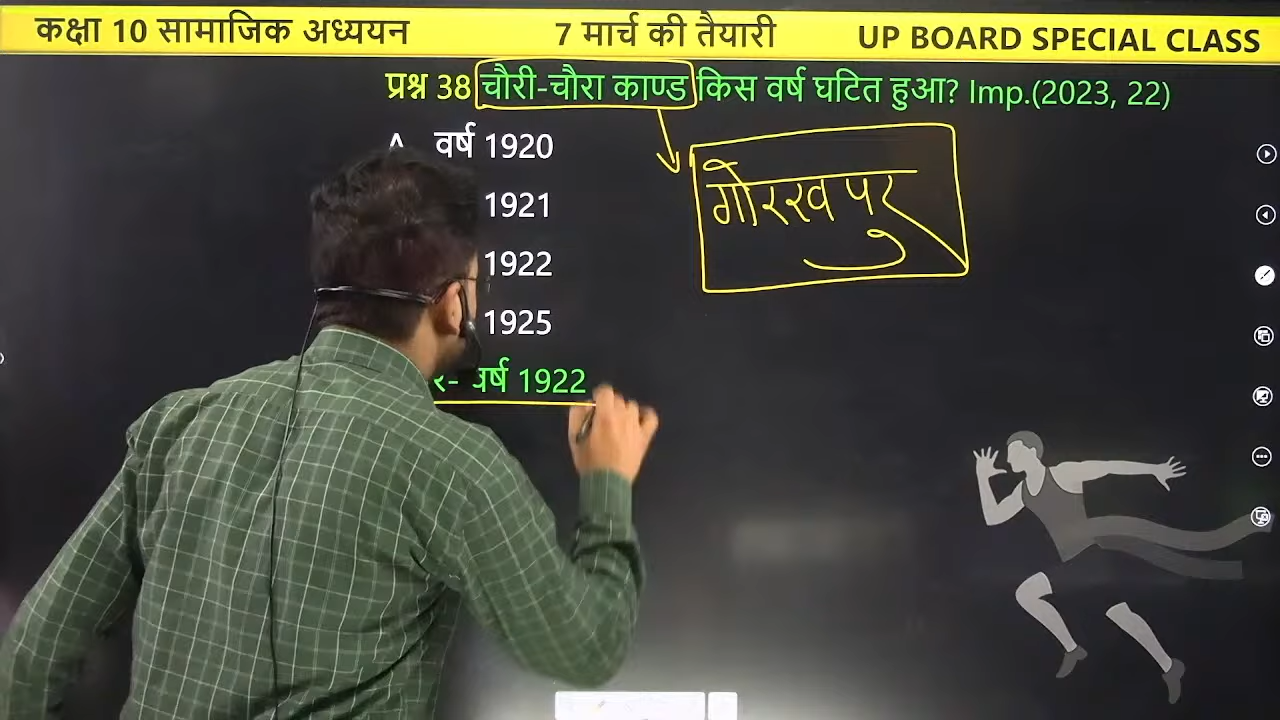 कक्षा 10 सामाजिक अध्ययन 7 मार्च की तैयारी UP BOARD SPECIAL CLASS
प्रश्न 38 चौरी-चौरा काण्ड किस वर्ष घटित हुआ? Imp.(2023, 22)
वर्ष 1920
1921
1922
1925
वर्ष 1922
गोरखपुर